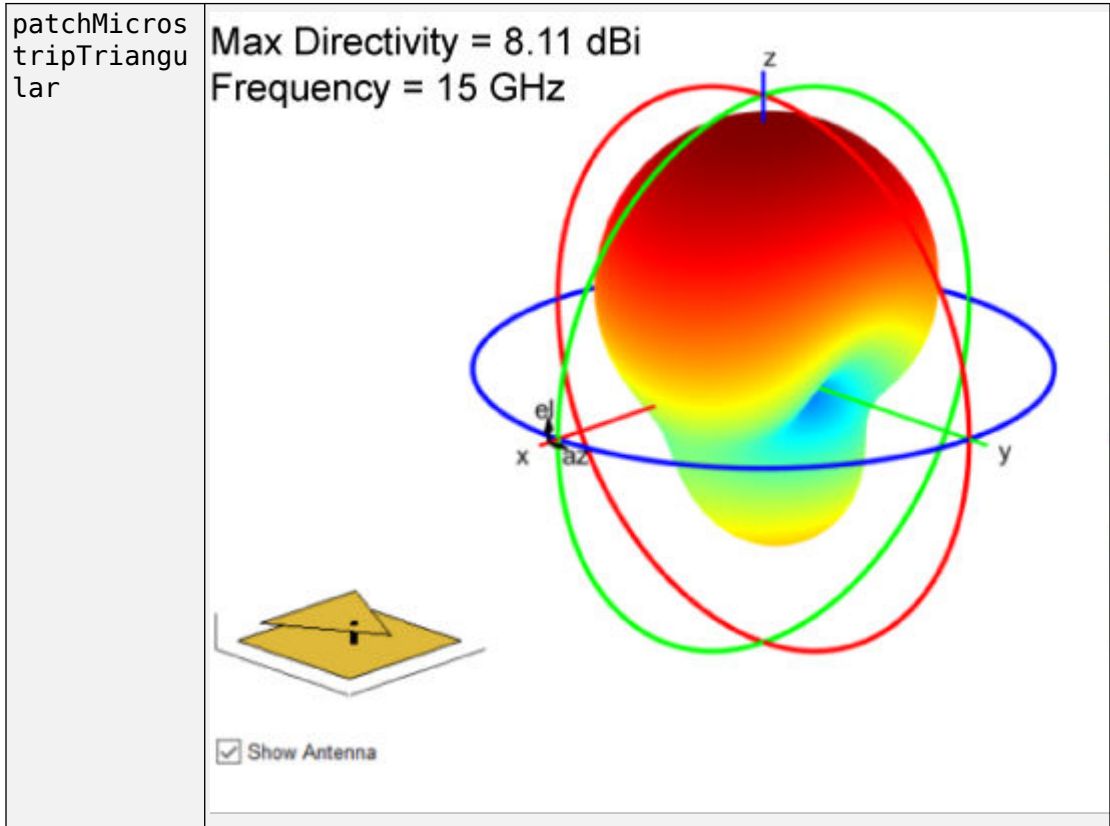 patchMicros
tripTriangu
lar
Max Directivity = 8.11 dBi
Frequency = 15 GHz
z
el
x
az
y
Show Antenna